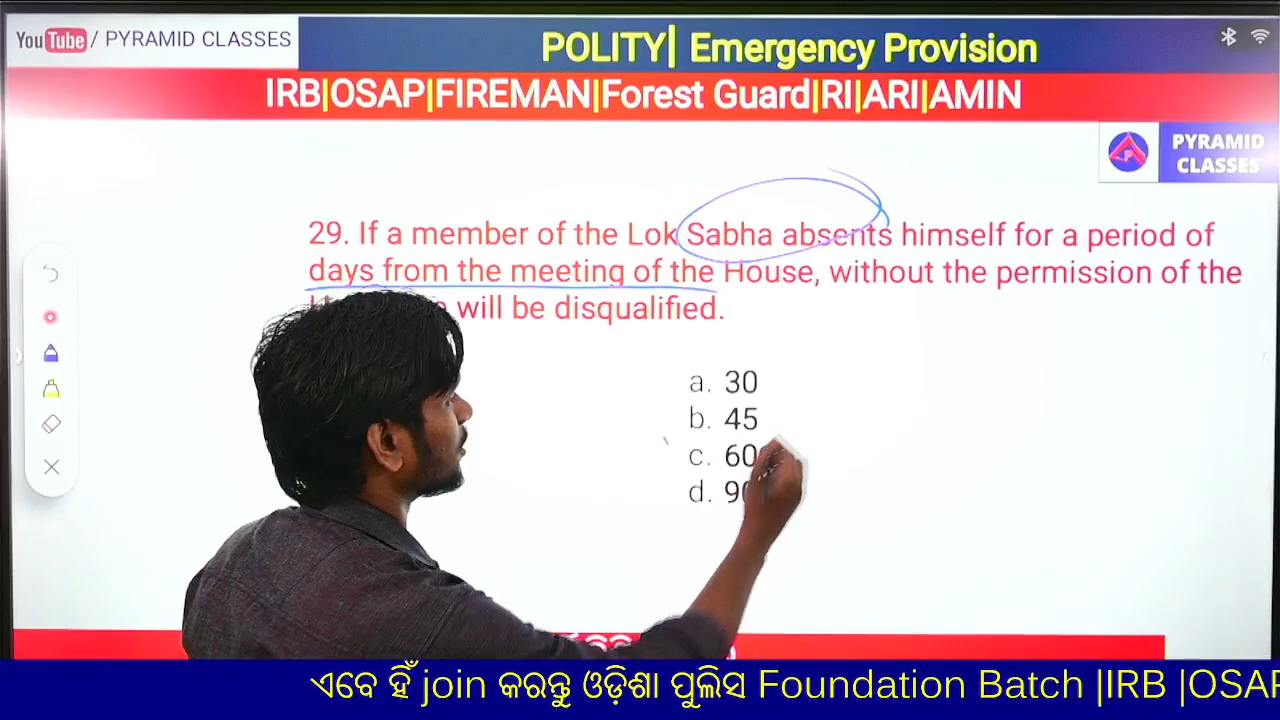 YouTube / PYRAMID CLASSES
POLITY| Emergency Provision
IRB|OSAP|FIREMAN|Forest Guard|RI|ARI|AMIN
PYRAMID
CLASSES
29. If a member of the Lok Sabha absents himself for a period of
days from the meeting of the House, without the permission of the
will be disqualified.
a. 30
b. 45
c. 60
d.
ଏବେ ହିଁ join କରନ୍ତୁ ଓଡ଼ିଶା ପୁଲିସ Foundation Batch |IRB |OSAP